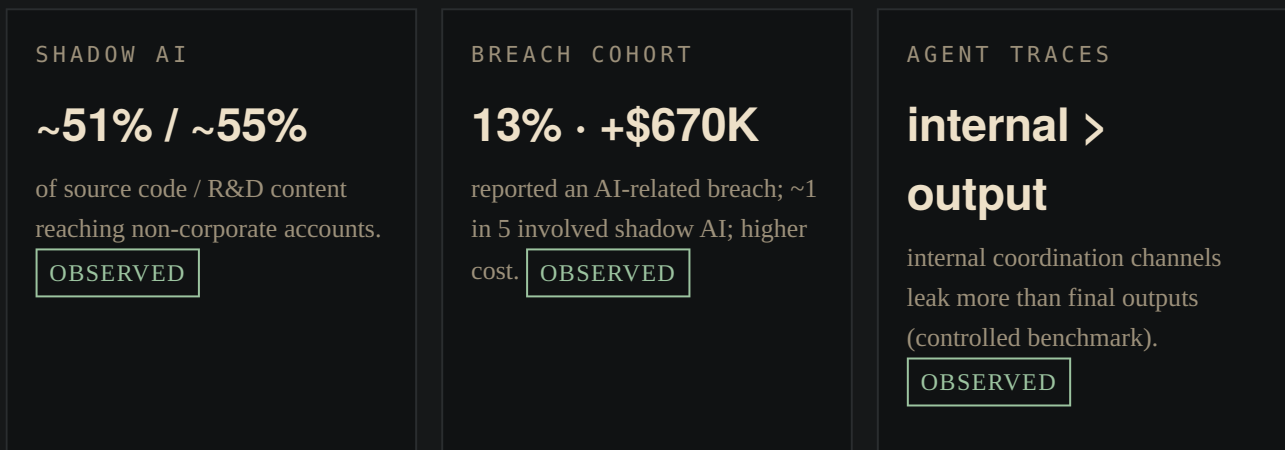 SHADOW AI
~51% / ~55%
of source code / R&D content
reaching non-corporate accounts.
OBSERVED
BREACH COHORT
13% · +$670K
reported an AI-related breach; ~1
in 5 involved shadow AI; higher
cost. OBSERVED
AGENT TRACES
internal >
output
internal coordination channels
leak more than final outputs
(controlled benchmark).
OBSERVED